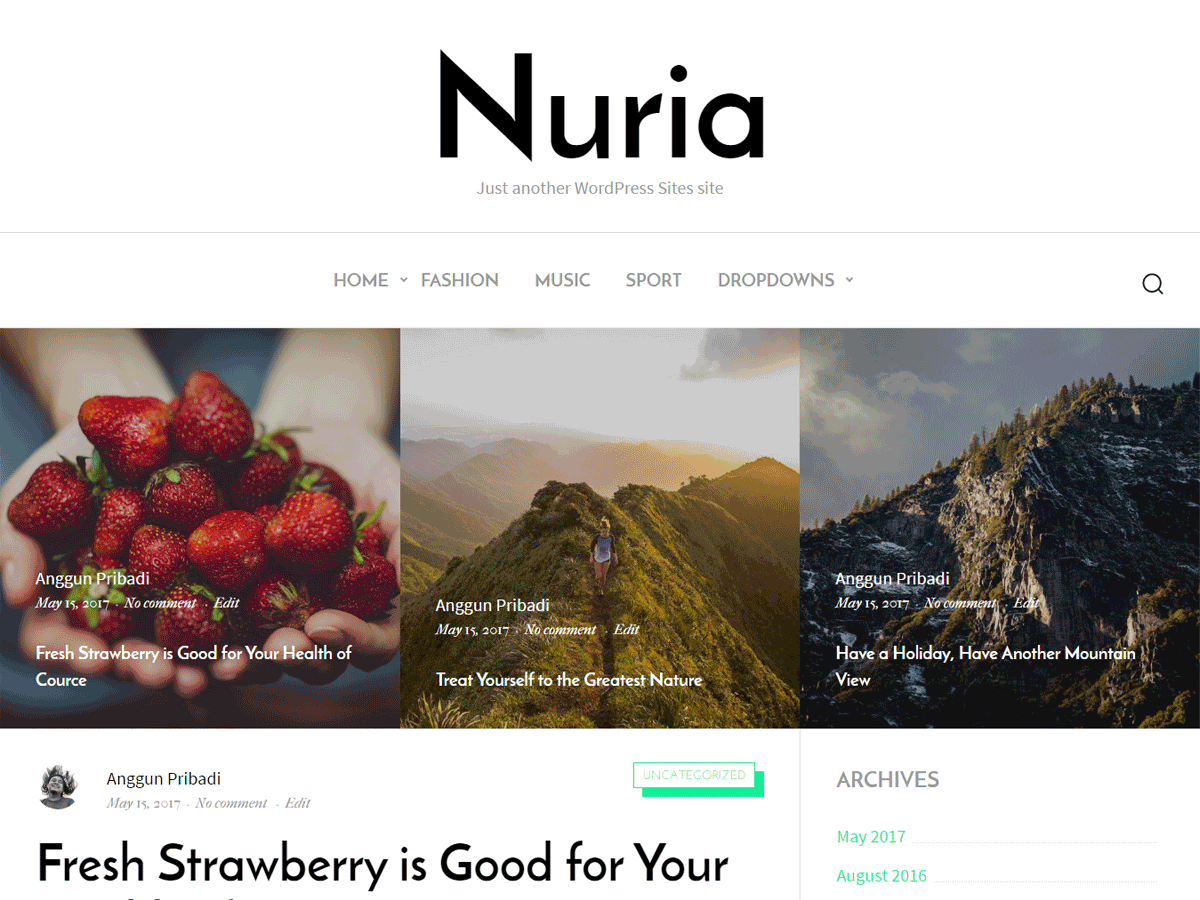 Nuria
Just another WordPress Sites site
HOME FASHION MUSIC SPORT DROPDOWNS
Anggun Pribadi
May 15, 2017 . No comment . Edit
Fresh Strawberry is Good for Your Health of
Cource
Anggun Pribadi
May 15, 2017 . No comment . Edit
Treat Yourself to the Greatest Nature
Anggun Pribadi
May 15, 2017 . No comment . Edit
Have a Holiday, Have Another Mountain
View
Anggun Pribadi
May 15, 2017 . No comment . Edit
UNCATEGORIZED
Fresh Strawberry is Good for Your
ARCHIVES
May 2017
August 2016